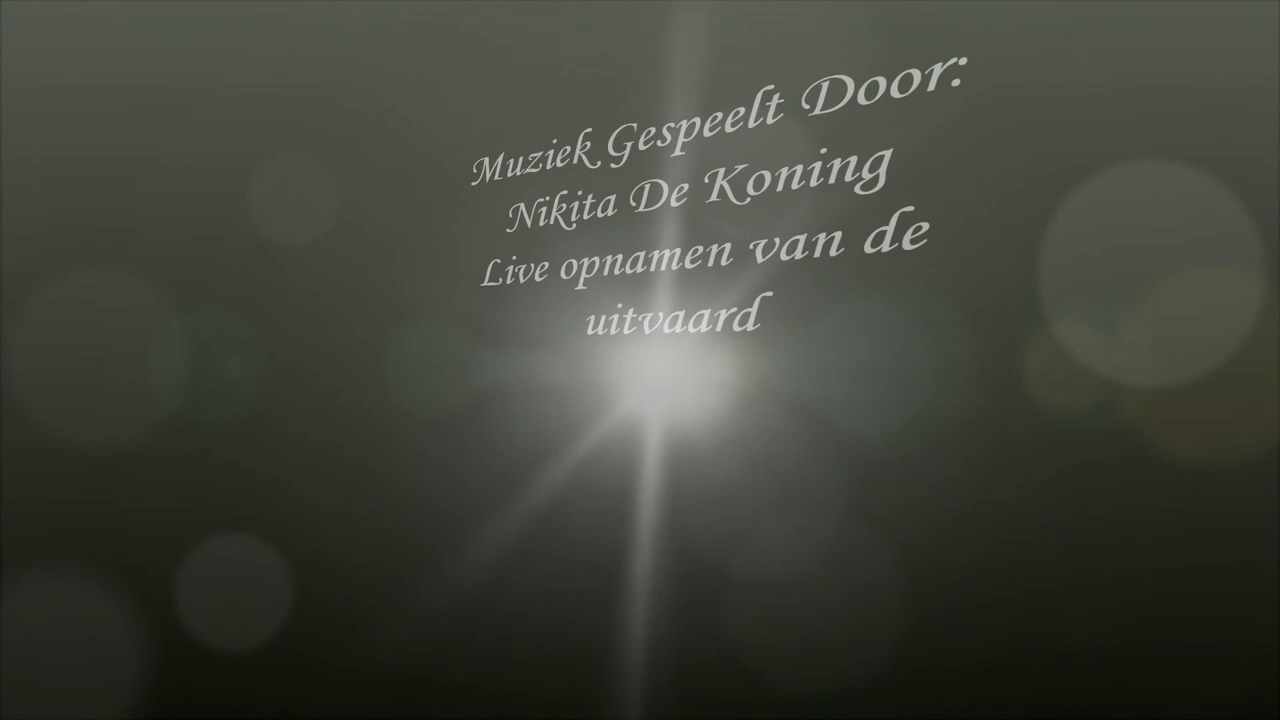 Muziek Gespeelt Door:
Nikita De Koning
Live opnamen van de
uitvaard